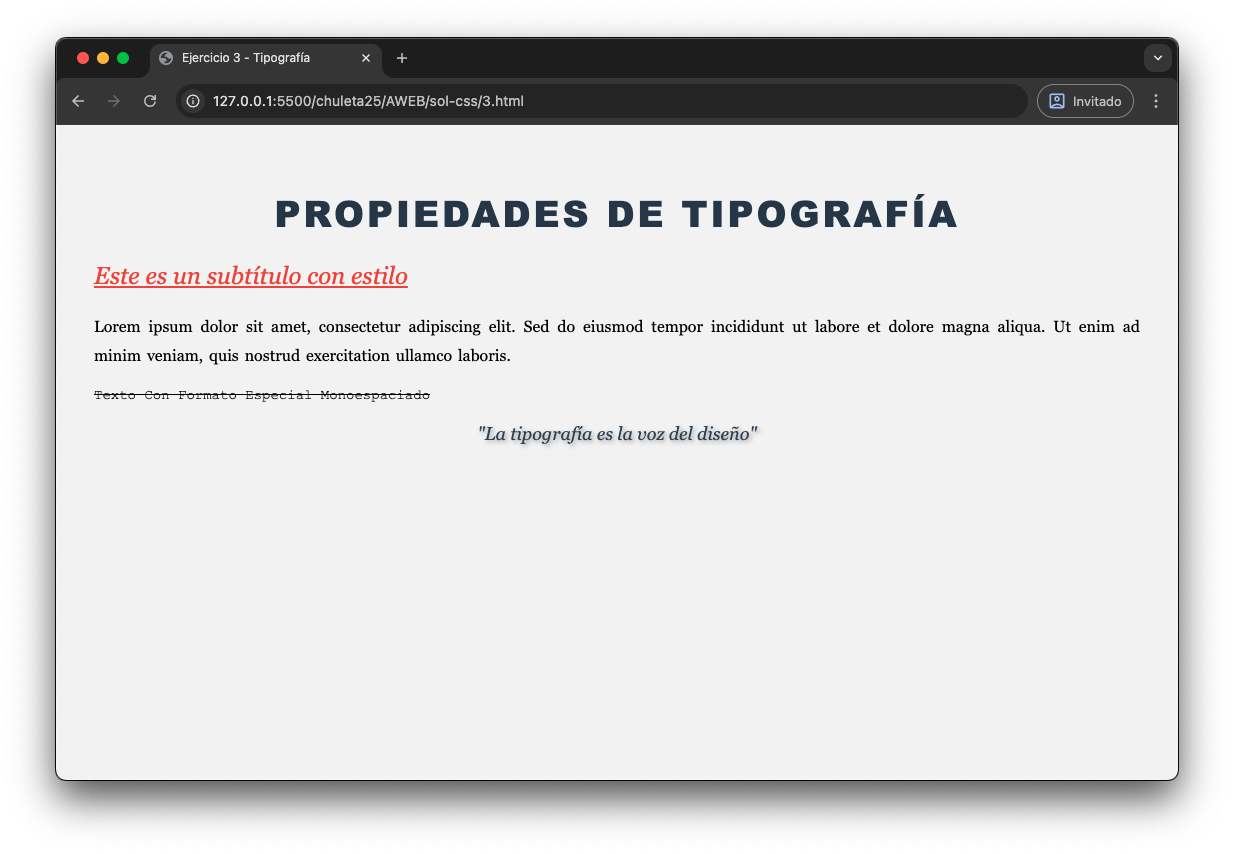 Ejercicio 3 - Tipografía
127.0.0.1:5500/chuleta25/AWEB/sol-css/3.html
Invitado
PROPIEDADES DE TIPOGRAFÍA
Este es un subtítulo con estilo
Lorem ipsum dolor sit amet, consectetur adipiscing elit. Sed do eiusmod tempor incididunt ut labore et dolore magna aliqua. Ut enim ad
minim veniam, quis nostrud exercitation ullamco laboris.
Texto Con Formato Especial Monoespaciado
"La tipografía es la voz del diseño"